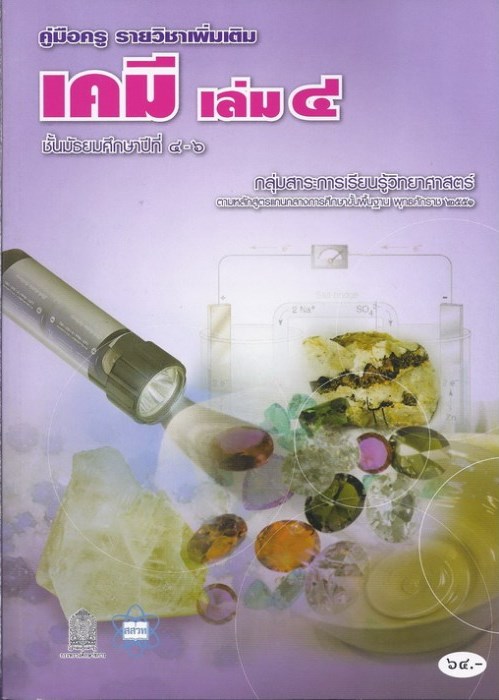 คู่มือครู รายวิชาเพิ่มเติม
เคมี เล่ม ๔
ชั้นมัธยมศึกษาปีที่ ๔-๖
กลุ่มสาระการเรียนรู้วิทยาศาสตร์
ตามหลักสูตรแกนกลางการศึกษาขั้นพื้นฐาน พุทธศักราช ๒๕๕๑
2 Na⁺
SO₄
สสวท
๖๔.-